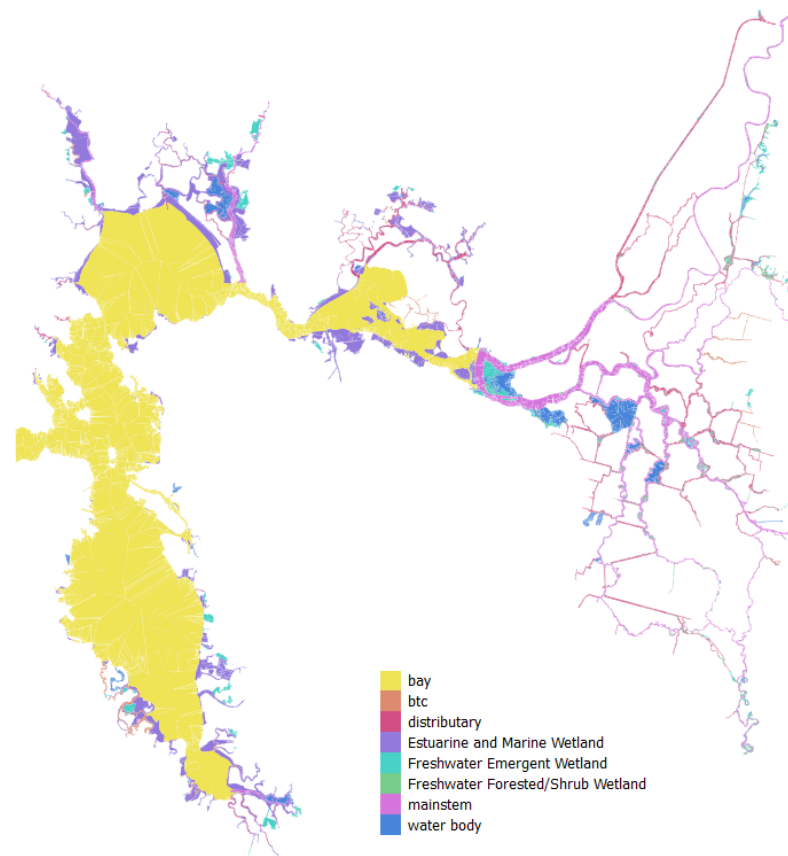 bay
btc
distributary
Estuarine and Marine Wetland
Freshwater Emergent Wetland
Freshwater Forested/Shrub Wetland
mainstem
water body